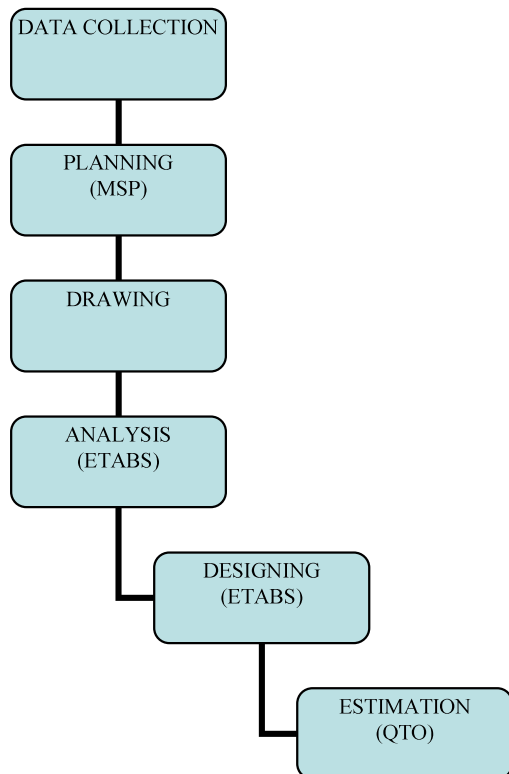 DATA COLLECTION
PLANNING
(MSP)
DRAWING
ANALYSIS
(ETABS)
DESIGNING
(ETABS)
ESTIMATION
(QTO)